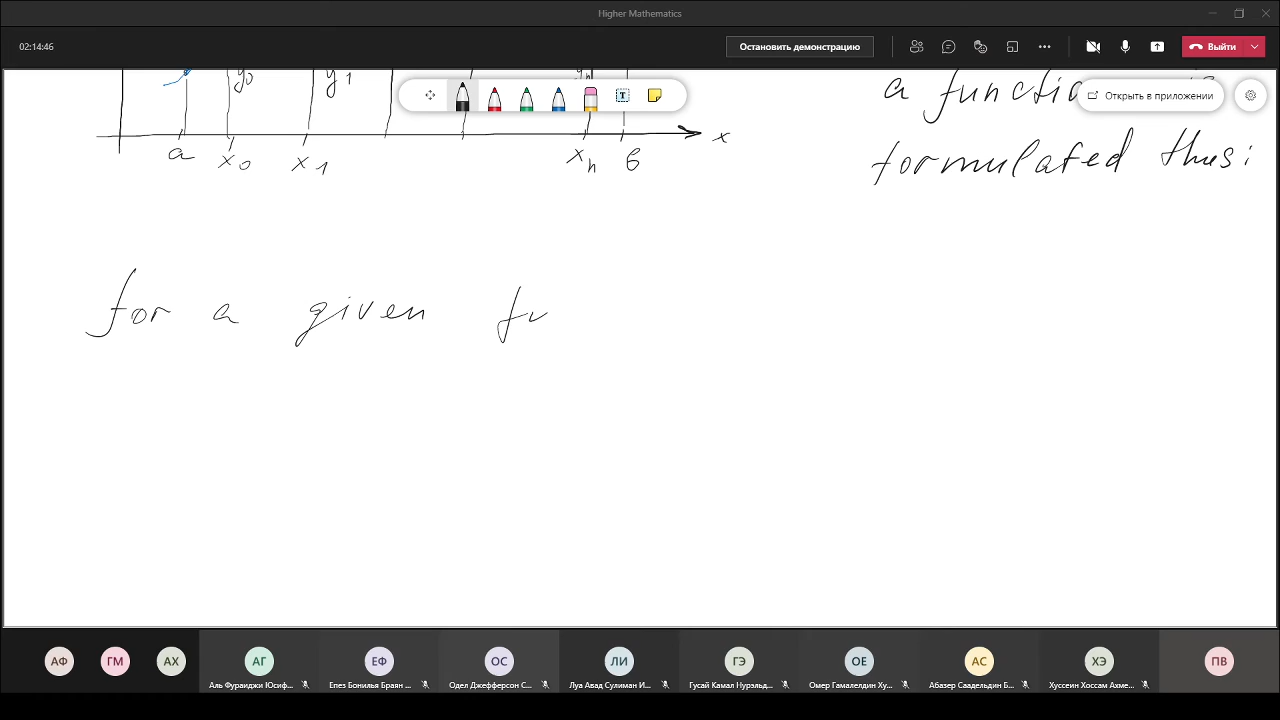 Higher Mathematics
02:14:46
Остановить демонстрацию
Выйти
y0 y1 yn
a function
Открыть в приложении
T
a x0 x1 xn b x
formulated thus:
for a given fu
АФ ГМ АХ АГ ЕФ ОС ЛИ ГЭ ОЕ АС ХЭ ПВ
Аль Фураиджи Юсиф... Епез Бонилья Браян ... Одел Джефферсон С... Луа Авад Сулиман И... Гусай Камал Нурэльд... Омер Гамалелдин Ху... Абазер Саадельдин Б... Хуссеин Хоссам Ахме...